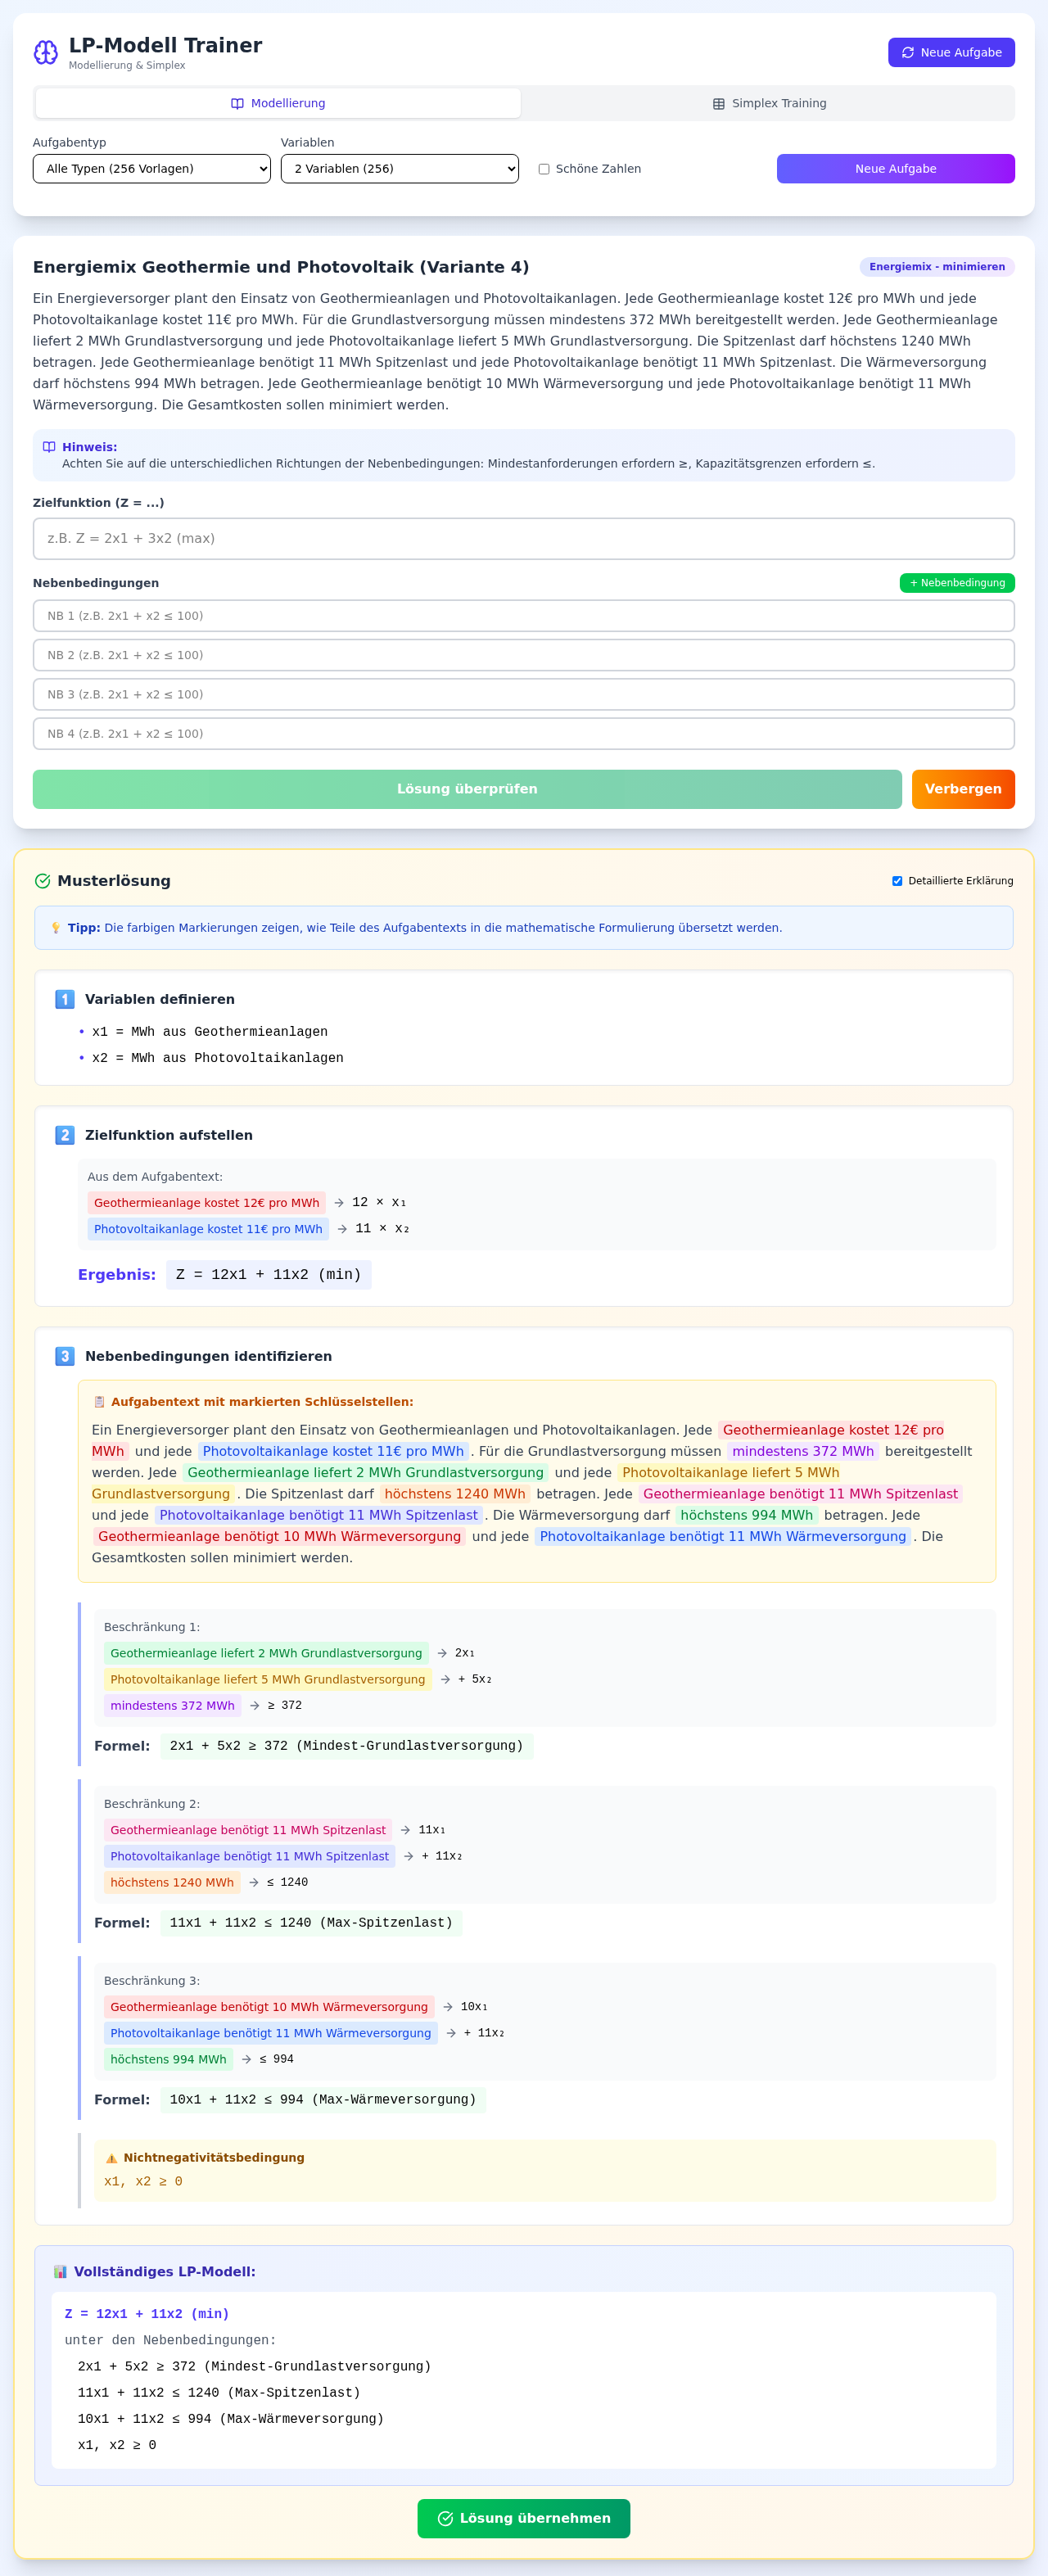 LP-Modell Trainer
Modellierung & Simplex
Neue Aufgabe
Modellierung
Simplex Training
Aufgabentyp
Variablen
Alle Typen (256 Vorlagen)
2 Variablen (256)
Schöne Zahlen
Neue Aufgabe
Energiemix Geothermie und Photovoltaik (Variante 4)
Energiemix - minimieren
Ein Energieversorger plant den Einsatz von Geothermieanlagen und Photovoltaikanlagen. Jede Geothermieanlage kostet 12€ pro MWh und jede
Photovoltaikanlage kostet 11€ pro MWh. Für die Grundlastversorgung müssen mindestens 372 MWh bereitgestellt werden. Jede Geothermieanlage
liefert 2 MWh Grundlastversorgung und jede Photovoltaikanlage liefert 5 MWh Grundlastversorgung. Die Spitzenlast darf höchstens 1240 MWh
betragen. Jede Geothermieanlage benötigt 11 MWh Spitzenlast und jede Photovoltaikanlage benötigt 11 MWh Spitzenlast. Die Wärmeversorgung
darf höchstens 994 MWh betragen. Jede Geothermieanlage benötigt 10 MWh Wärmeversorgung und jede Photovoltaikanlage benötigt 11 MWh
Wärmeversorgung. Die Gesamtkosten sollen minimiert werden.
Hinweis:
Achten Sie auf die unterschiedlichen Richtungen der Nebenbedingungen: Mindestanforderungen erfordern ≥, Kapazitätsgrenzen erfordern ≤.
Zielfunktion (Z = ...)
z.B. Z = 2x1 + 3x2 (max)
Nebenbedingungen
+ Nebenbedingung
NB 1 (z.B. 2x1 + x2 ≤ 100)
NB 2 (z.B. 2x1 + x2 ≤ 100)
NB 3 (z.B. 2x1 + x2 ≤ 100)
NB 4 (z.B. 2x1 + x2 ≤ 100)
Lösung überprüfen
Verbergen
Musterlösung
Detaillierte Erklärung
💡 Tipp: Die farbigen Markierungen zeigen, wie Teile des Aufgabentexts in die mathematische Formulierung übersetzt werden.
1 Variablen definieren
• x1 = MWh aus Geothermieanlagen
• x2 = MWh aus Photovoltaikanlagen
2 Zielfunktion aufstellen
Aus dem Aufgabentext:
Geothermieanlage kostet 12€ pro MWh → 12 × x₁
Photovoltaikanlage kostet 11€ pro MWh → 11 × x₂
Ergebnis: Z = 12x1 + 11x2 (min)
3 Nebenbedingungen identifizieren
📋 Aufgabentext mit markierten Schlüsselstellen:
Ein Energieversorger plant den Einsatz von Geothermieanlagen und Photovoltaikanlagen. Jede Geothermieanlage kostet 12€ pro
MWh und jede Photovoltaikanlage kostet 11€ pro MWh. Für die Grundlastversorgung müssen mindestens 372 MWh bereitgestellt
werden. Jede Geothermieanlage liefert 2 MWh Grundlastversorgung und jede Photovoltaikanlage liefert 5 MWh
Grundlastversorgung. Die Spitzenlast darf höchstens 1240 MWh betragen. Jede Geothermieanlage benötigt 11 MWh Spitzenlast
und jede Photovoltaikanlage benötigt 11 MWh Spitzenlast. Die Wärmeversorgung darf höchstens 994 MWh betragen. Jede
Geothermieanlage benötigt 10 MWh Wärmeversorgung und jede Photovoltaikanlage benötigt 11 MWh Wärmeversorgung. Die
Gesamtkosten sollen minimiert werden.
Beschränkung 1:
Geothermieanlage liefert 2 MWh Grundlastversorgung → 2x₁
Photovoltaikanlage liefert 5 MWh Grundlastversorgung → + 5x₂
mindestens 372 MWh → ≥ 372
Formel: 2x1 + 5x2 ≥ 372 (Mindest-Grundlastversorgung)
Beschränkung 2:
Geothermieanlage benötigt 11 MWh Spitzenlast → 11x₁
Photovoltaikanlage benötigt 11 MWh Spitzenlast → + 11x₂
höchstens 1240 MWh → ≤ 1240
Formel: 11x1 + 11x2 ≤ 1240 (Max-Spitzenlast)
Beschränkung 3:
Geothermieanlage benötigt 10 MWh Wärmeversorgung → 10x₁
Photovoltaikanlage benötigt 11 MWh Wärmeversorgung → + 11x₂
höchstens 994 MWh → ≤ 994
Formel: 10x1 + 11x2 ≤ 994 (Max-Wärmeversorgung)
⚠️ Nichtnegativitätsbedingung
x1, x2 ≥ 0
📊 Vollständiges LP-Modell:
Z = 12x1 + 11x2 (min)
unter den Nebenbedingungen:
2x1 + 5x2 ≥ 372 (Mindest-Grundlastversorgung)
11x1 + 11x2 ≤ 1240 (Max-Spitzenlast)
10x1 + 11x2 ≤ 994 (Max-Wärmeversorgung)
x1, x2 ≥ 0
Lösung übernehmen